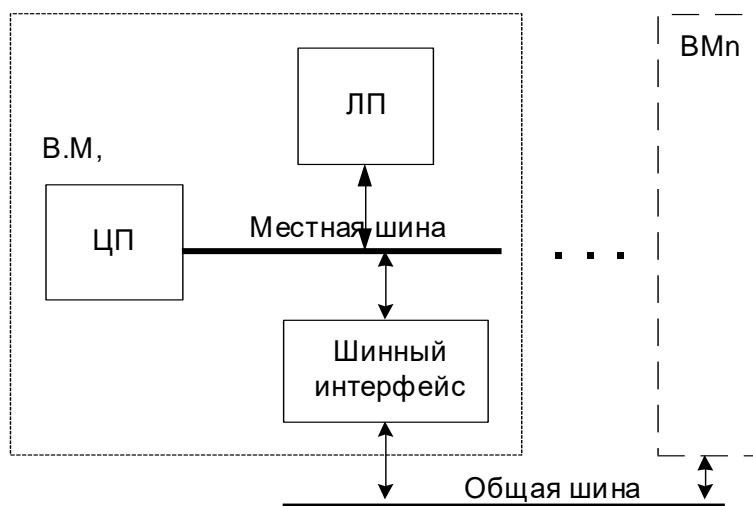 ВМn
ЛП
В.М,
ЦП
Местная шина
. . .
Шинный
интерфейс
Общая шина